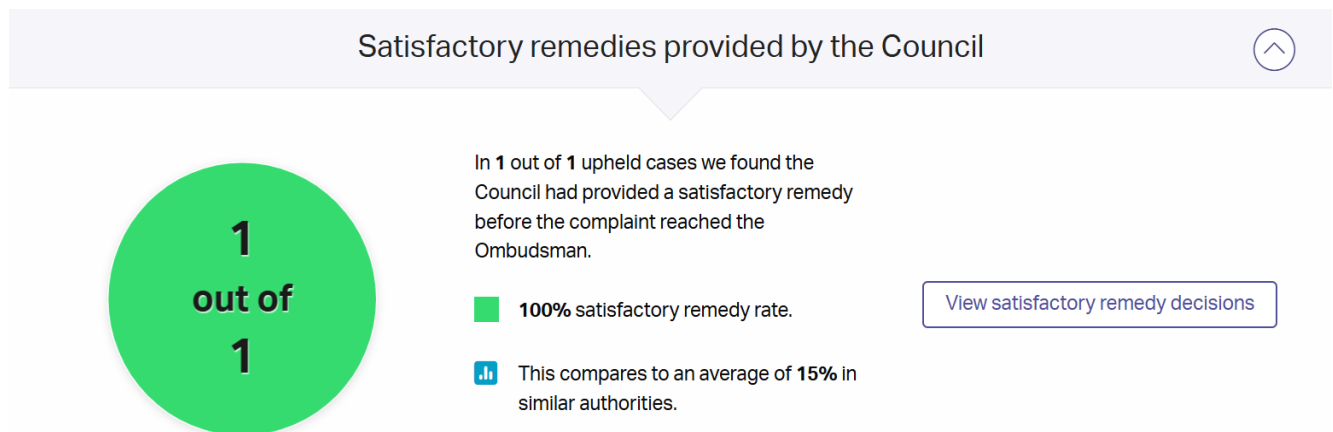 Satisfactory remedies provided by the Council
1
out of
1
In 1 out of 1 upheld cases we found the
Council had provided a satisfactory remedy
before the complaint reached the
Ombudsman.
100% satisfactory remedy rate.
This compares to an average of 15% in
similar authorities.
View satisfactory remedy decisions